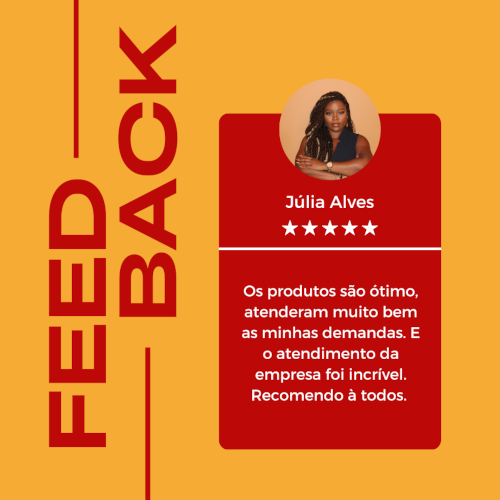 FEED
BACK
Júlia Alves
Os produtos são ótimo,
atenderam muito bem
as minhas demandas. E
o atendimento da
empresa foi incrível.
Recomendo à todos.